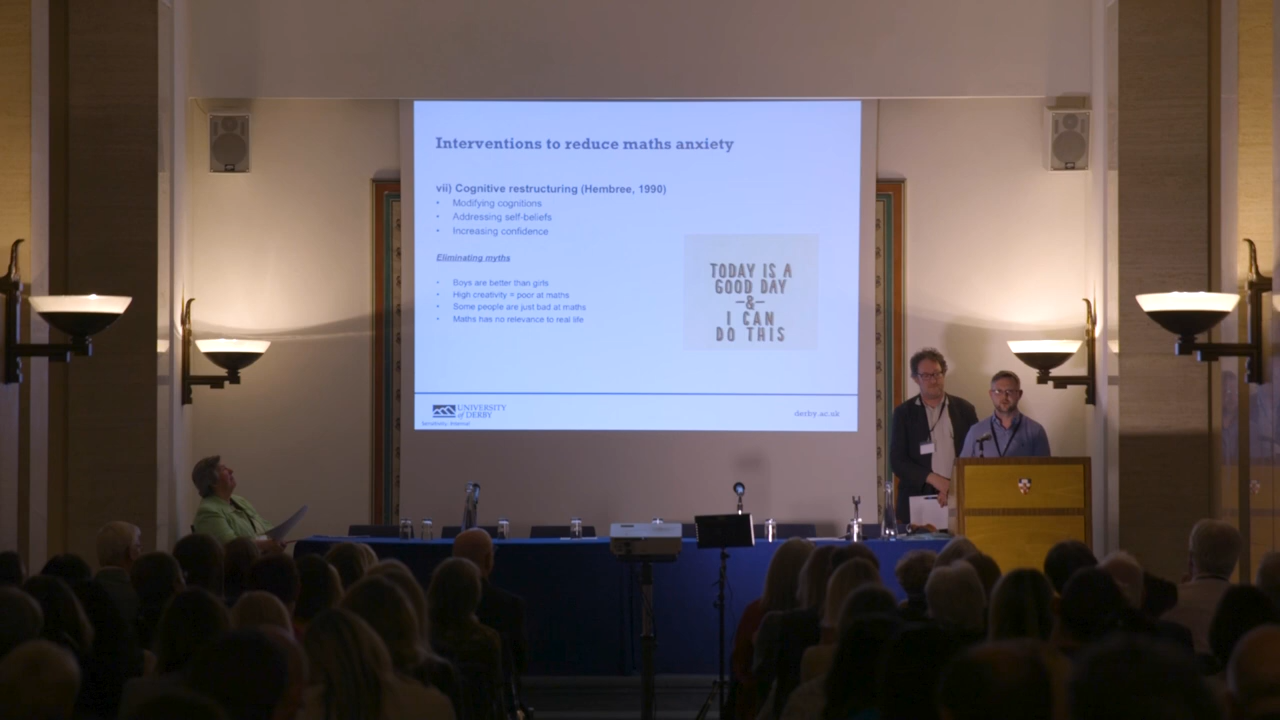 Interventions to reduce maths anxiety
vii) Cognitive restructuring (Hembree, 1990)
• Modifying cognitions
• Addressing self-beliefs
• Increasing confidence
Eliminating myths
• Boys are better than girls
• High creativity = poor at maths
• Some people are just bad at maths
• Maths has no relevance to real life
TODAY IS A
GOOD DAY
–&–
I CAN
DO THIS
UNIVERSITY
of DERBY
derby.ac.uk
Sensitivity: Internal